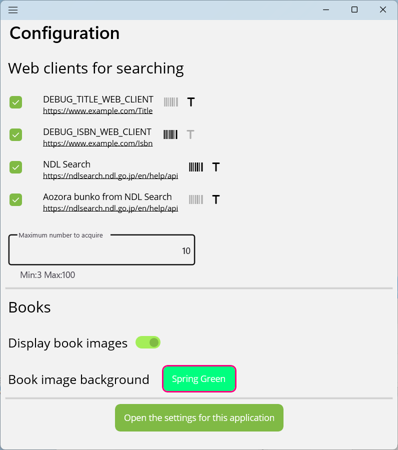 Configuration
Web clients for searching
DEBUG_TITLE_WEB_CLIENT
https://www.example.com/Title
DEBUG_ISBN_WEB_CLIENT
https://www.example.com/Isbn
NDL Search
https://ndlsearch.ndl.go.jp/en/help/api
Aozora bunko from NDL Search
https://ndlsearch.ndl.go.jp/en/help/api
Maximum number to acquire
10
Min:3 Max:100
Books
Display book images
Book image background
Spring Green
Open the settings for this application